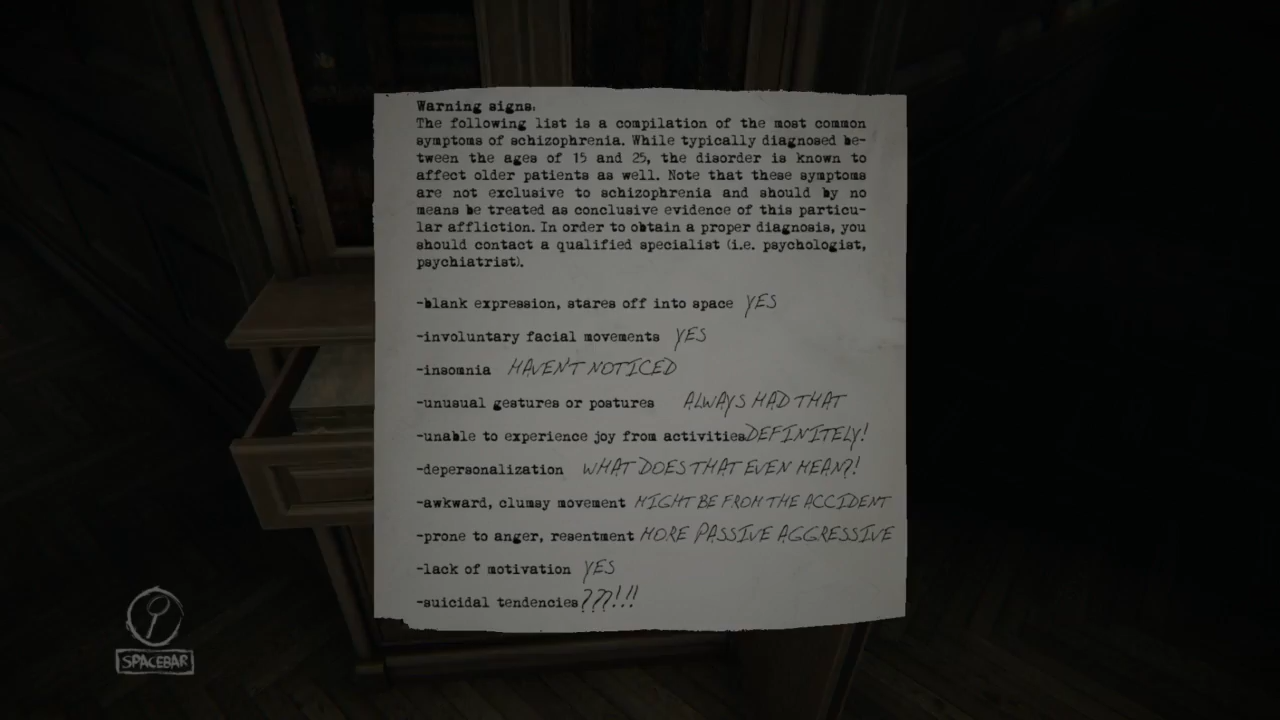 Warning signs.
The following list is a compilation of the most common
symptoms of schizophrenia. While typically diagnosed be-
tween the ages of 15 and 25, the disorder is known to
affect older patients as well. Note that these symptoms
are not exclusive to schizophrenia and should by no
means be treated as conclusive evidence of this particu-
lar affliction. In order to obtain a proper diagnosis, you
should contact a qualified specialist (i.e. psychologist,
psychiatrist).
-blank expression, stares off into space YES
-involuntary facial movements YES
-insomnia HAVEN'T NOTICED
-unusual gestures or postures ALWAYS HAD THAT
-unable to experience joy from activities DEFINITELY!
-depersonalization WHAT DOES THAT EVEN MEAN?!
-awkward, clumsy movement MIGHT BE FROM THE ACCIDENT
-prone to anger, resentment MORE PASSIVE AGGRESSIVE
-lack of motivation YES
-suicidal tendencies ???!!!
SPACEBAR